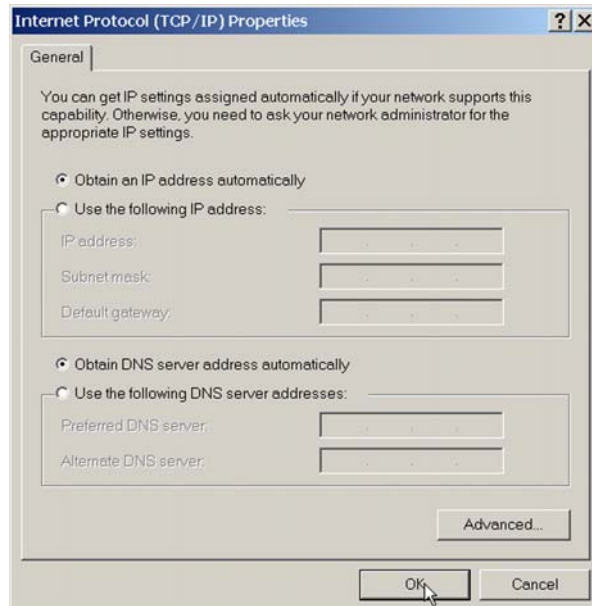 Internet Protocol (TCP/IP) Properties
General
You can get IP settings assigned automatically if your network supports this
capability. Otherwise, you need to ask your network administrator for the
appropriate IP settings.
Obtain an IP address automatically
Use the following IP address:
IP address:
Subnet mask:
Default gateway:
Obtain DNS server address automatically
Use the following DNS server addresses:
Preferred DNS server:
Alternate DNS server:
Advanced...
OK
Cancel